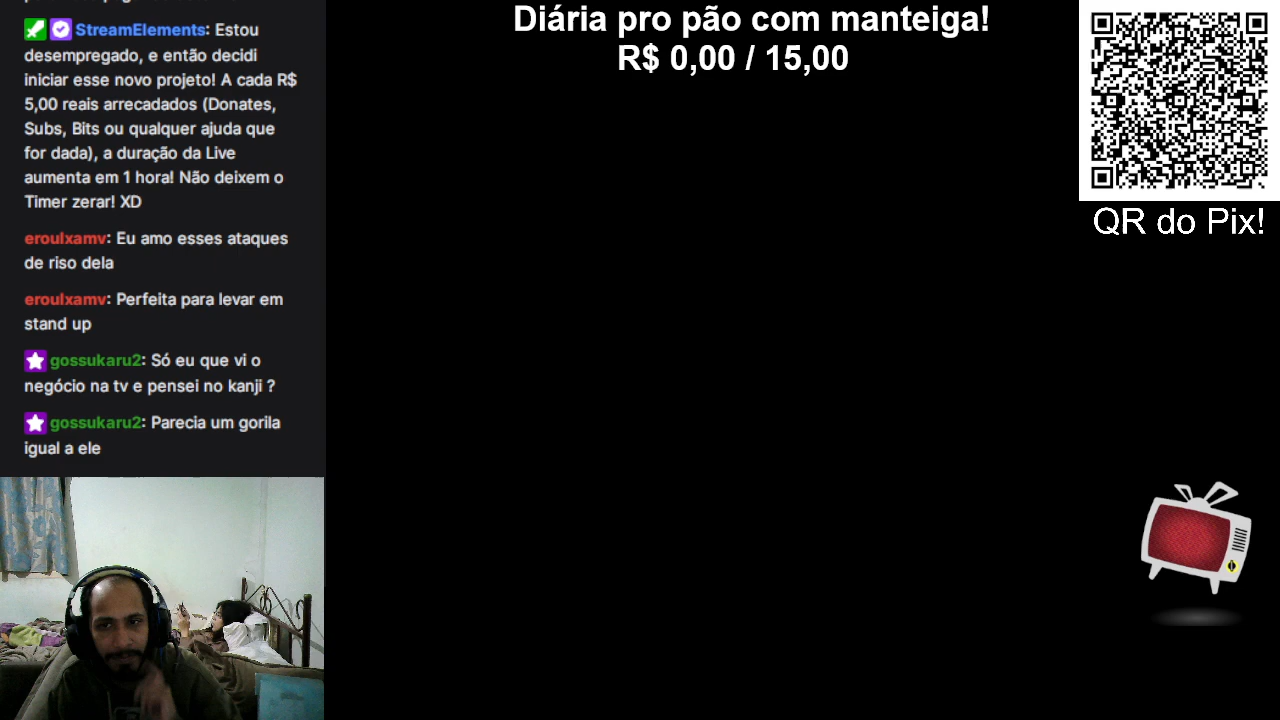 StreamElements: Estou
desempregado, e então decidi
iniciar esse novo projeto! A cada R$
5,00 reais arrecadados (Donates,
Subs, Bits ou qualquer ajuda que
for dada), a duração da Live
aumenta em 1 hora! Não deixem o
Timer zerar! XD
eroulxamv: Eu amo esses ataques
de riso dela
eroulxamv: Perfeita para levar em
stand up
gossukaru2: Só eu que vi o
negócio na tv e pensei no kanji ?
gossukaru2: Parecia um gorila
igual a ele
Diária pro pão com manteiga!
R$ 0,00 / 15,00
QR do Pix!